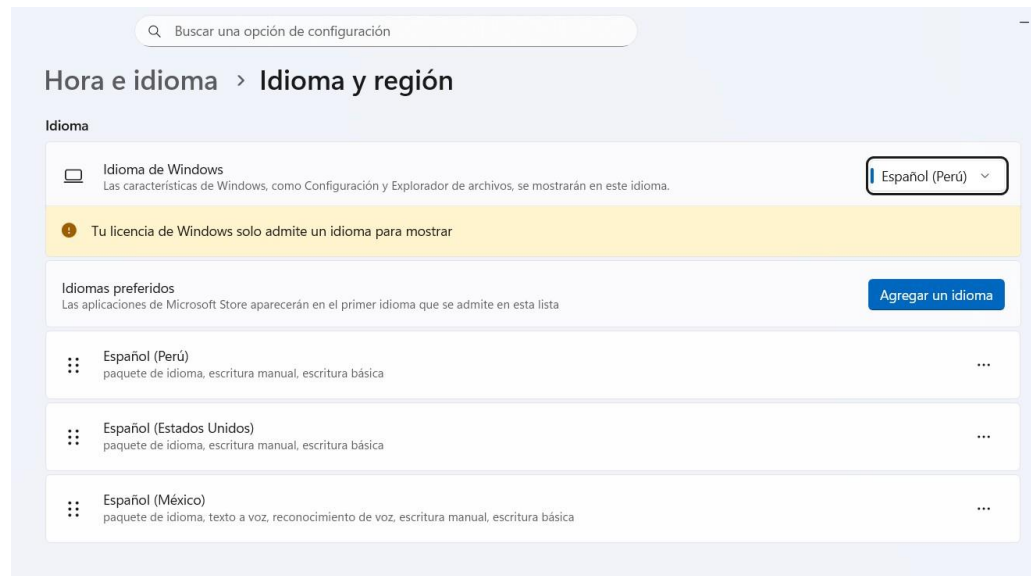 Buscar una opción de configuración
Hora e idioma > Idioma y región
Idioma
Idioma de Windows
Las características de Windows, como Configuración y Explorador de archivos, se mostrarán en este idioma.
Español (Perú)
Tu licencia de Windows solo admite un idioma para mostrar
Idiomas preferidos
Las aplicaciones de Microsoft Store aparecerán en el primer idioma que se admite en esta lista
Agregar un idioma
Español (Perú)
paquete de idioma, escritura manual, escritura básica
Español (Estados Unidos)
paquete de idioma, escritura manual, escritura básica
Español (México)
paquete de idioma, texto a voz, reconocimiento de voz, escritura manual, escritura básica